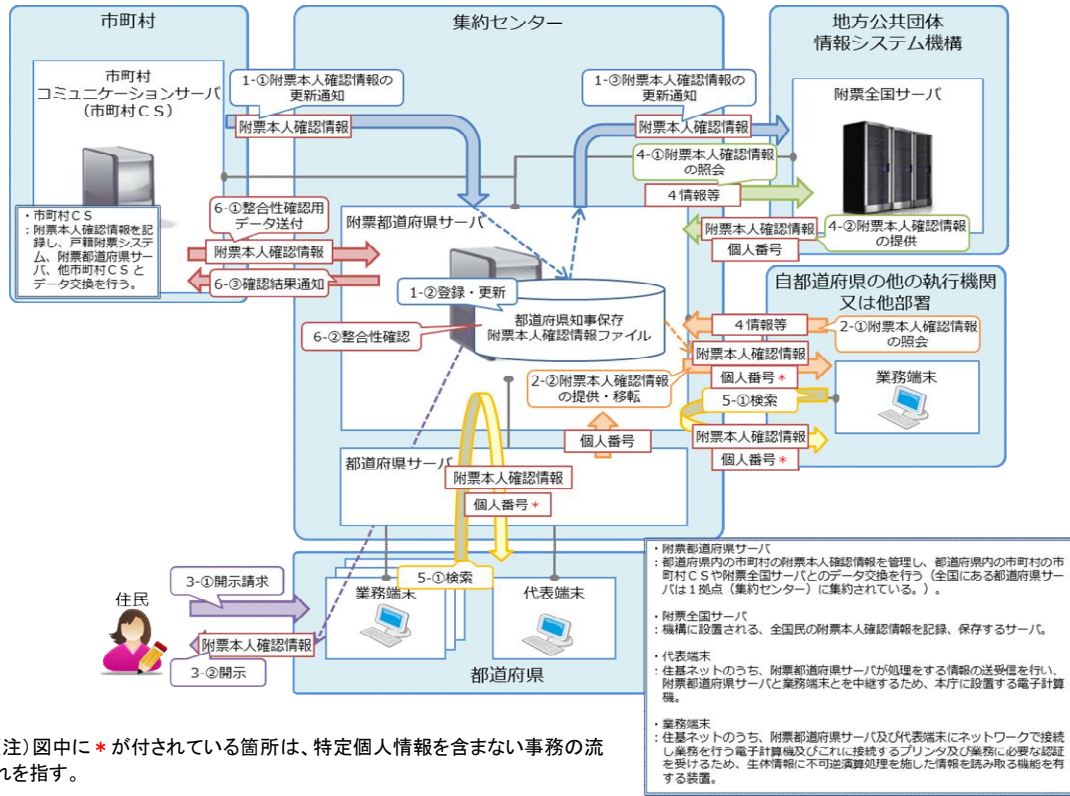 市町村
集約センター
地方公共団体
情報システム機構
市町村
コミュニケーションサーバ
(市町村CS)
1-①附票本人確認情報の
更新通知
附票本人確認情報
1-③附票本人確認情報の
更新通知
附票本人確認情報
附票全国サーバ
4-①附票本人確認情報
の照会
4情報等
附票本人確認情報
個人番号
4-②附票本人確認情報
の提供
・市町村CS
:附票本人確認情報を記
録し、戸籍附票システ
ム、附票都道府県サー
バ、他市町村CSと
データ交換を行う。
6-①整合性確認用
データ送付
附票本人確認情報
6-③確認結果通知
附票都道府県サーバ
1-②登録・更新
都道府県知事保存
附票本人確認情報ファイル
6-②整合性確認
自都道府県の他の執行機関
又は他部署
4情報等
2-①附票本人確認情報
の照会
附票本人確認情報
個人番号*
2-②附票本人確認情報
の提供・移転
業務端末
5-①検索
附票本人確認情報
個人番号*
個人番号
都道府県サーバ
附票本人確認情報
個人番号*
5-①検索
業務端末
代表端末
都道府県
住民
3-①開示請求
附票本人確認情報
3-②開示
・附票都道府県サーバ
:都道府県内の市町村の附票本人確認情報を管理し、都道府県内の市町村の市
町村CSや附票全国サーバとのデータ交換を行う(全国にある都道府県サー
バは1拠点(集約センター)に集約されている。)。
・附票全国サーバ
:機構に設置される、全国民の附票本人確認情報を記録、保存するサーバ。
・代表端末
:住基ネットのうち、附票都道府県サーバが処理をする情報の送受信を行い、
附票都道府県サーバと業務端末とを中継するため、本庁に設置する電子計算
機。
・業務端末
:住基ネットのうち、附票都道府県サーバ及び代表端末にネットワークで接続
し業務を行う電子計算機及びこれに接続するプリンタ及び業務に必要な認証
を受けるため、生体情報に不可逆演算処理を施した情報を読み取る機能を有
する装置。
(注)図中に*が付されている箇所は、特定個人情報を含まない事務の流
れを指す。